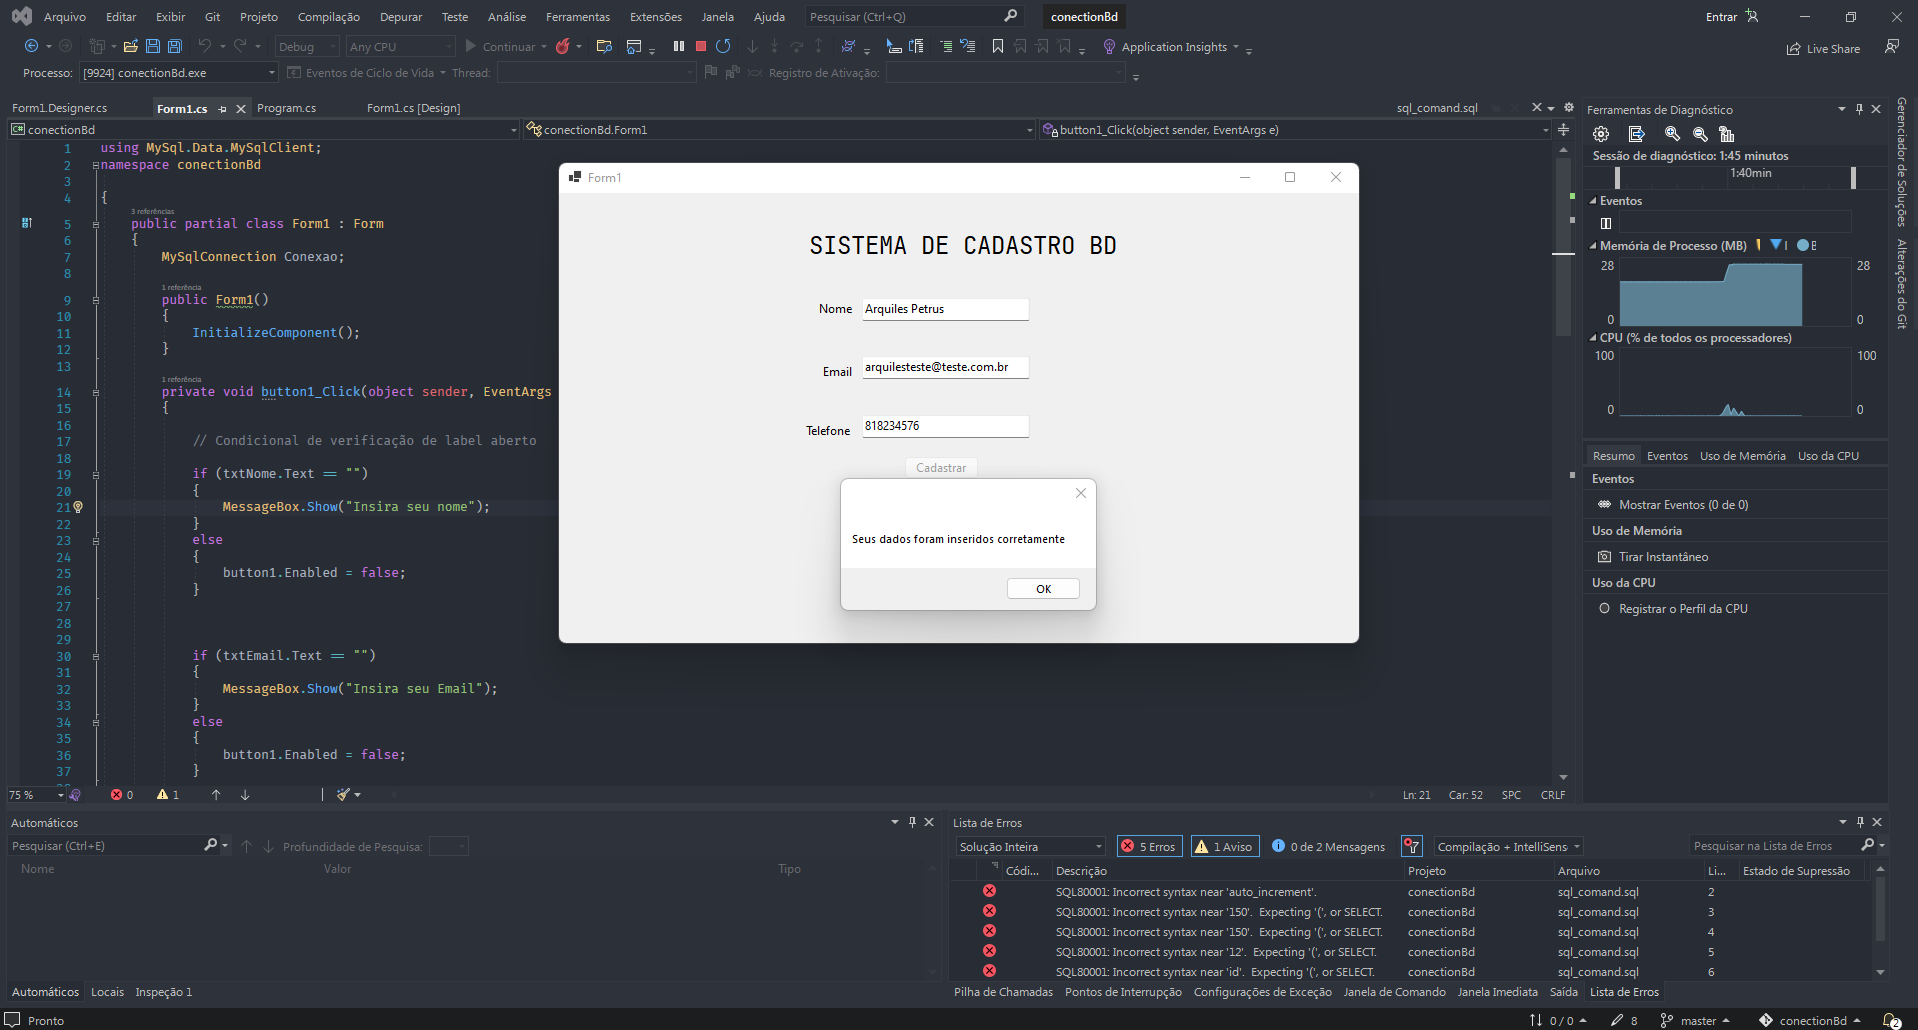 Arquivo Editar Exibir Git Projeto Compilação Depurar Teste Análise Ferramentas Extensões Janela Ajuda Pesquisar (Ctrl+Q) conectionBd Entrar
Debug Any CPU Continuar Application Insights Live Share
Processo: [9924] conectionBd.exe Eventos de Ciclo de Vida Thread: Registro de Ativação:
Form1.Designer.cs Form1.cs Program.cs Form1.cs [Design] sql_comand.sql
C# conectionBd conectionBd.Form1 button1_Click(object sender, EventArgs e)
1 using MySql.Data.MySqlClient;
2 namespace conectionBd
3
4 {
3 referências
5 public partial class Form1 : Form
6 {
7 MySqlConnection Conexao;
8
1 referência
9 public Form1()
10 {
11 InitializeComponent();
12 }
13
1 referência
14 private void button1_Click(object sender, EventArgs
15 {
16
17 // Condicional de verificação de label aberto
18
19 if (txtNome.Text == "")
20 {
21 MessageBox.Show("Insira seu nome");
22 }
23 else
24 {
25 button1.Enabled = false;
26 }
27
28
29
30 if (txtEmail.Text == "")
31 {
32 MessageBox.Show("Insira seu Email");
33 }
34 else
35 {
36 button1.Enabled = false;
37 }
75 % 0 1 Ln: 21 Car: 52 SPC CRLF
Form1
SISTEMA DE CADASTRO BD
Nome Arquiles Petrus
Email arquilesteste@teste.com.br
Telefone 818234576
Cadastrar
Seus dados foram inseridos corretamente
OK
Ferramentas de Diagnóstico
Sessão de diagnóstico: 1:45 minutos
1:40min
Eventos
Memória de Processo (MB)
28 28
0 0
CPU (% de todos os processadores)
100 100
0 0
Resumo Eventos Uso de Memória Uso da CPU
Eventos
Mostrar Eventos (0 de 0)
Uso de Memória
Tirar Instantâneo
Uso da CPU
Registrar o Perfil da CPU
Gerenciador de Soluções
Alterações do Git
Automáticos
Pesquisar (Ctrl+E) Profundidade de Pesquisa:
Nome Valor Tipo
Automáticos Locais Inspeção 1
Lista de Erros
Solução Inteira 5 Erros 1 Aviso 0 de 2 Mensagens Compilação + IntelliSens Pesquisar na Lista de Erros
Códi... Descrição Projeto Arquivo Li... Estado de Supressão
SQL80001: Incorrect syntax near 'auto_increment'. conectionBd sql_comand.sql 2
SQL80001: Incorrect syntax near '150'. Expecting '(', or SELECT. conectionBd sql_comand.sql 3
SQL80001: Incorrect syntax near '150'. Expecting '(', or SELECT. conectionBd sql_comand.sql 4
SQL80001: Incorrect syntax near '12'. Expecting '(', or SELECT. conectionBd sql_comand.sql 5
SQL80001: Incorrect syntax near 'id'. Expecting '(', or SELECT. conectionBd sql_comand.sql 6
Pilha de Chamadas Pontos de Interrupção Configurações de Exceção Janela de Comando Janela Imediata Saída Lista de Erros
Pronto 0 / 0 8 master conectionBd 2